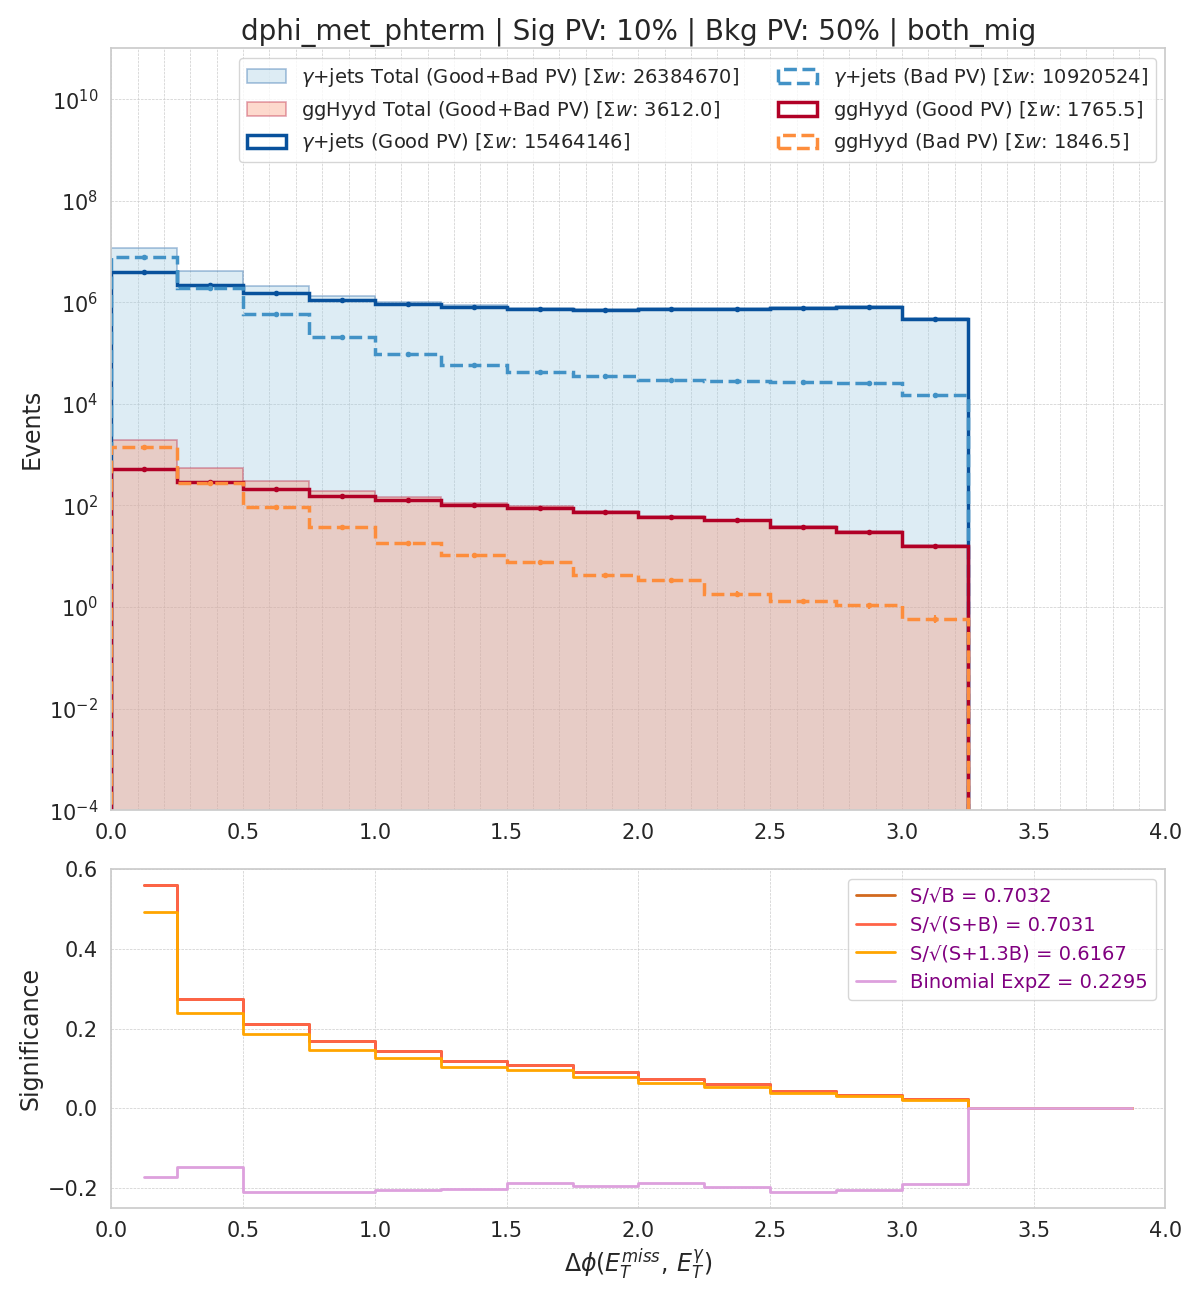 dphi_met_phterm | Sig PV: 10% | Bkg PV: 50% | both_mig
γ+jets Total (Good+Bad PV) [Σw: 26384670]
ggHyyd Total (Good+Bad PV) [Σw: 3612.0]
γ+jets (Good PV) [Σw: 15464146]
γ+jets (Bad PV) [Σw: 10920524]
ggHyyd (Good PV) [Σw: 1765.5]
ggHyyd (Bad PV) [Σw: 1846.5]
Events
10^10
10^8
10^6
10^4
10^2
10^0
10^−2
10^−4
0.0 0.5 1.0 1.5 2.0 2.5 3.0 3.5 4.0
S/√B = 0.7032
S/√(S+B) = 0.7031
S/√(S+1.3B) = 0.6167
Binomial ExpZ = 0.2295
Significance
0.6
0.4
0.2
0.0
−0.2
0.0 0.5 1.0 1.5 2.0 2.5 3.0 3.5 4.0
Δϕ(E_T^miss, E_T^γ)